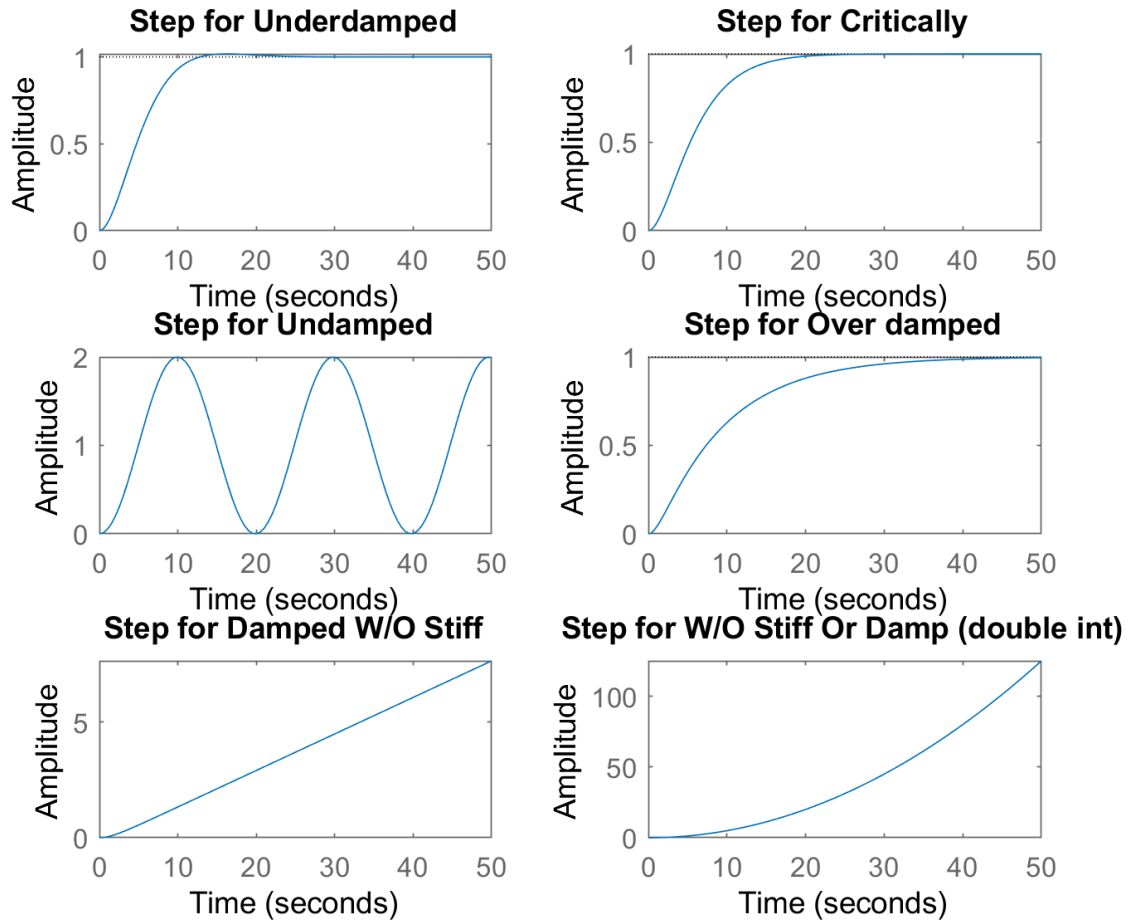 Step for Underdamped
Amplitude
1
0.5
0
0 10 20 30 40 50
Time (seconds)
Step for Critically
Amplitude
1
0.5
0
0 10 20 30 40 50
Time (seconds)
Step for Undamped
Amplitude
2
1
0
0 10 20 30 40 50
Time (seconds)
Step for Over damped
Amplitude
1
0.5
0
0 10 20 30 40 50
Time (seconds)
Step for Damped W/O Stiff
Amplitude
5
0
0 10 20 30 40 50
Time (seconds)
Step for W/O Stiff Or Damp (double int)
Amplitude
100
50
0
0 10 20 30 40 50
Time (seconds)